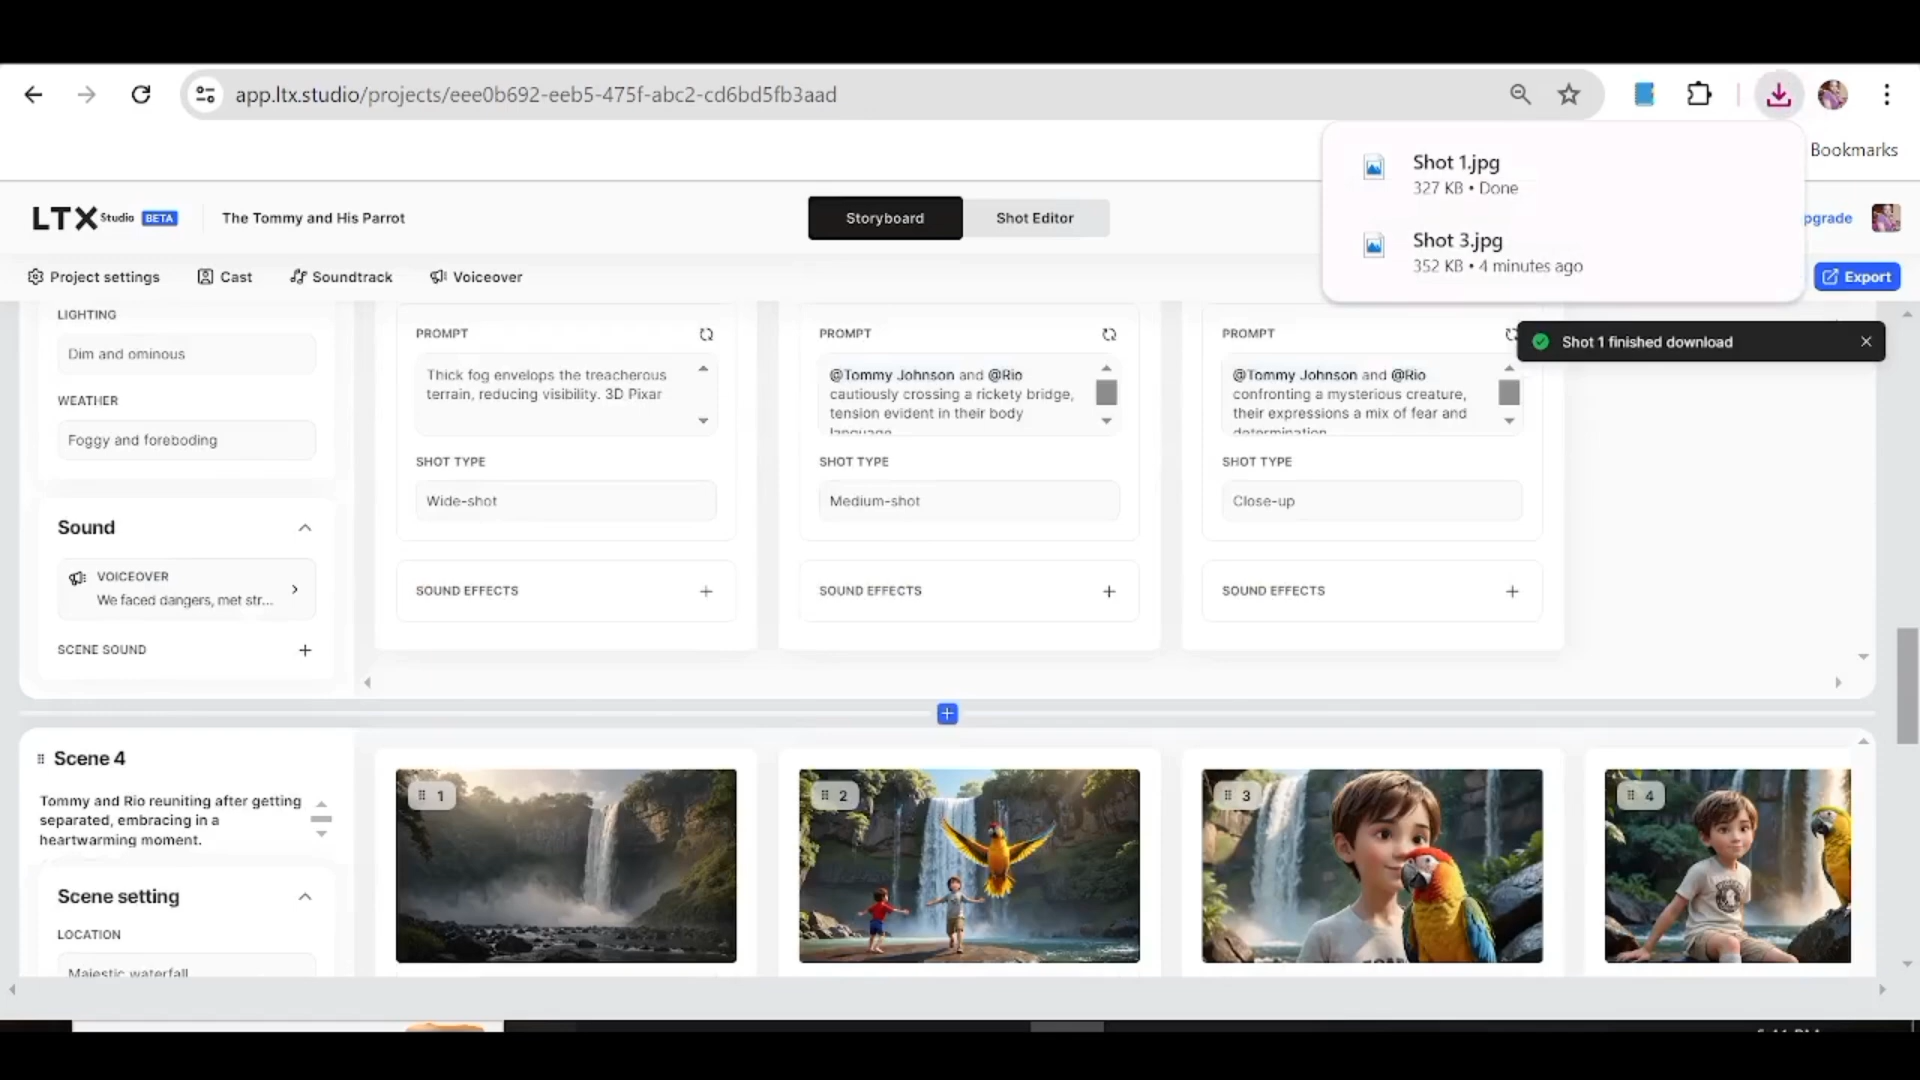 app.ltx.studio/projects/eee0b692-eeb5-475f-abc2-cd6bd5fb3aad
Bookmarks
Shot 1.jpg
327 KB • Done
Shot 3.jpg
352 KB • 4 minutes ago
LTX Studio BETA
The Tommy and His Parrot
Storyboard
Shot Editor
pgrade
Project settings
Cast
Soundtrack
Voiceover
Export
Shot 1 finished download
LIGHTING
Dim and ominous
WEATHER
Foggy and foreboding
Sound
VOICEOVER
We faced dangers, met str...
SCENE SOUND
PROMPT
Thick fog envelops the treacherous
terrain, reducing visibility. 3D Pixar
SHOT TYPE
Wide-shot
SOUND EFFECTS
PROMPT
@Tommy Johnson and @Rio
cautiously crossing a rickety bridge,
tension evident in their body
language
SHOT TYPE
Medium-shot
SOUND EFFECTS
PROMPT
@Tommy Johnson and @Rio
confronting a mysterious creature,
their expressions a mix of fear and
determination
SHOT TYPE
Close-up
SOUND EFFECTS
Scene 4
Tommy and Rio reuniting after getting
separated, embracing in a
heartwarming moment.
Scene setting
LOCATION
Majestic waterfall
1
2
3
4